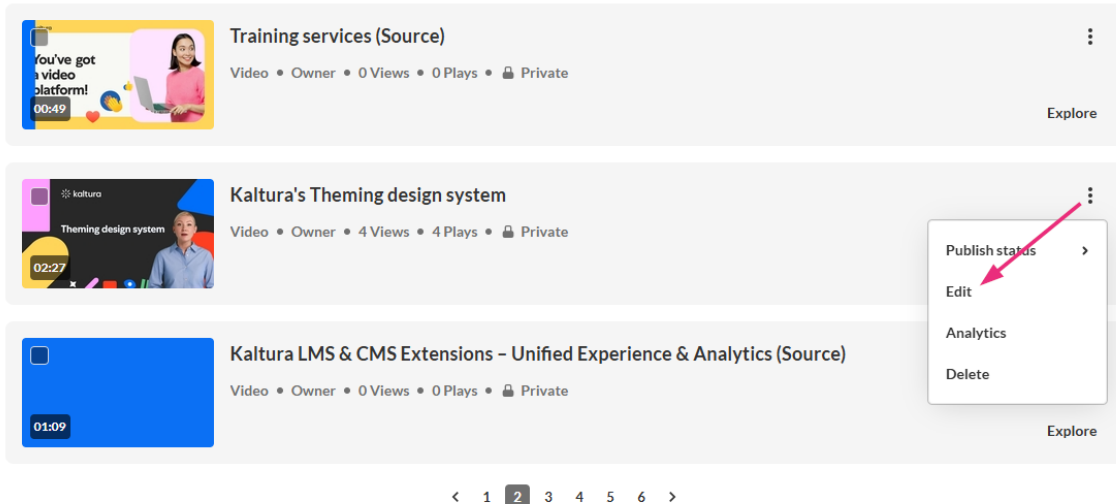 You've got
a video
platform!
00:49
Training services (Source)
Video • Owner • 0 Views • 0 Plays • Private
Explore
kaltura
Theming design system
02:27
Kaltura's Theming design system
Video • Owner • 4 Views • 4 Plays • Private
Publish status
Edit
Analytics
Delete
01:09
Kaltura LMS & CMS Extensions – Unified Experience & Analytics (Source)
Video • Owner • 0 Views • 0 Plays • Private
Explore
< 1 2 3 4 5 6 >